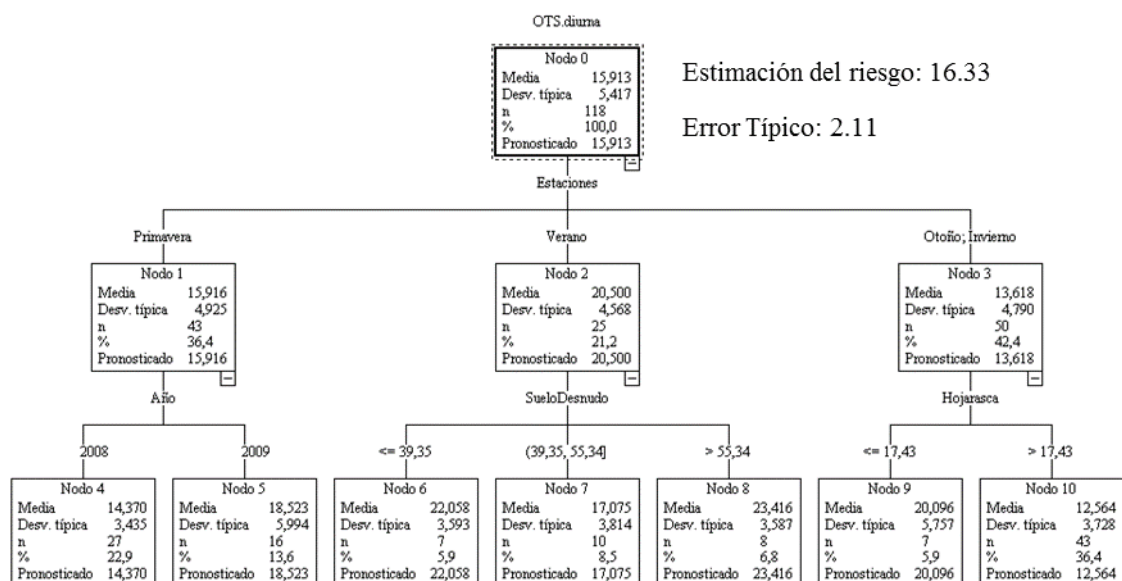 OTS.diurna
Nodo 0
Media 15,913
Desv. típica 5,417
n 118
% 100,0
Pronosticado 15,913
Estimación del riesgo: 16.33
Error Típico: 2.11
Estaciones
Primavera
Verano
Otoño; Invierno
Nodo 1
Media 15,916
Desv. típica 4,925
n 43
% 36,4
Pronosticado 15,916
Nodo 2
Media 20,500
Desv. típica 4,568
n 25
% 21,2
Pronosticado 20,500
Nodo 3
Media 13,618
Desv. típica 4,790
n 50
% 42,4
Pronosticado 13,618
Año
SueloDesnudo
Hojarasca
2008
2009
<= 39,35
(39,35, 55,34]
> 55,34
<= 17,43
> 17,43
Nodo 4
Media 14,370
Desv. típica 3,435
n 27
% 22,9
Pronosticado 14,370
Nodo 5
Media 18,523
Desv. típica 5,994
n 16
% 13,6
Pronosticado 18,523
Nodo 6
Media 22,058
Desv. típica 3,593
n 7
% 5,9
Pronosticado 22,058
Nodo 7
Media 17,075
Desv. típica 3,814
n 10
% 8,5
Pronosticado 17,075
Nodo 8
Media 23,416
Desv. típica 3,587
n 8
% 6,8
Pronosticado 23,416
Nodo 9
Media 20,096
Desv. típica 5,757
n 7
% 5,9
Pronosticado 20,096
Nodo 10
Media 12,564
Desv. típica 3,728
n 43
% 36,4
Pronosticado 12,564